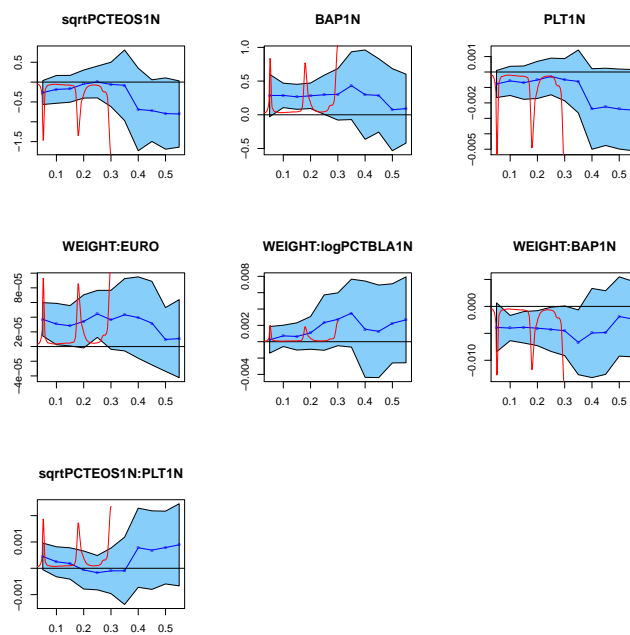 sqrtPCTEOS1N
BAP1N
PLT1N
-1.5
-0.5
0.5
0.1 0.2 0.3 0.4 0.5
-0.5
0.0
0.5
1.0
0.1 0.2 0.3 0.4 0.5
-0.005
-0.002
0.001
0.1 0.2 0.3 0.4 0.5
WEIGHT:EURO
WEIGHT:logPCTBLA1N
WEIGHT:BAP1N
-4e-05
2e-05
8e-05
0.1 0.2 0.3 0.4 0.5
-0.004
0.002
0.008
0.1 0.2 0.3 0.4 0.5
-0.010
0.000
0.1 0.2 0.3 0.4 0.5
sqrtPCTEOS1N:PLT1N
-0.001
0.001
0.1 0.2 0.3 0.4 0.5